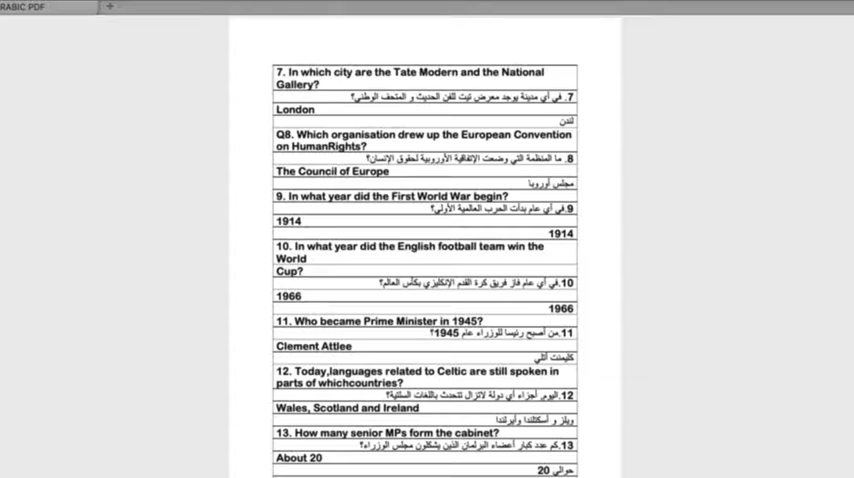 RABIC PDF
7. In which city are the Tate Modern and the National
Gallery?
7. في أي مدينة يوجد معرض تيت للفن الحديث و المتحف الوطني؟
London
لندن
Q8. Which organisation drew up the European Convention
on HumanRights?
8. ما المنظمة التي وضعت الإتفاقية الأوروبية لحقوق الإنسان؟
The Council of Europe
مجلس أوروبا
9. In what year did the First World War begin?
9.في أي عام بدأت الحرب العالمية الأولى؟
1914
1914
10. In what year did the English football team win the
World
Cup?
10.في أي عام فاز فريق كرة القدم الإنكليزي بكأس العالم؟
1966
1966
11. Who became Prime Minister in 1945?
11.من أصبح رئيسا للوزراء عام 1945؟
Clement Attlee
كليمنت أتلي
12. Today,languages related to Celtic are still spoken in
parts of whichcountries?
12.اليوم, أجزاء أي دولة لاتزال تتحدث باللغات السلتية؟
Wales, Scotland and Ireland
ويلز و أسكتلندا وأيرلندا
13. How many senior MPs form the cabinet?
13.كم عدد كبار أعضاء البرلمان الذين يشكلون مجلس الوزراء؟
About 20
حوالي 20